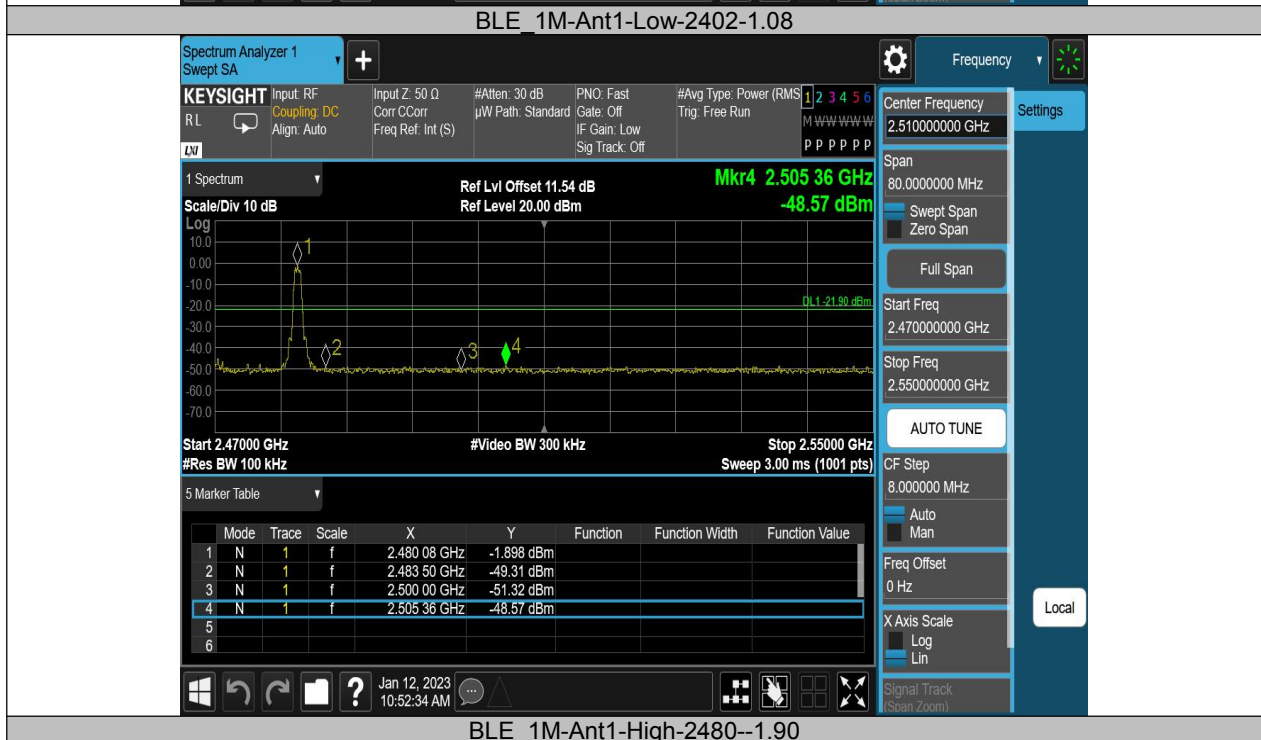 BLE_1M-Ant1-Low-2402-1.08
Spectrum Analyzer 1
Swept SA
+
Frequency
KEYSIGHT
RL
LXI
Input: RF
Coupling: DC
Align: Auto
Input Z: 50 Ω
Corr CCorr
Freq Ref: Int (S)
#Atten: 30 dB
µW Path: Standard
PNO: Fast
Gate: Off
IF Gain: Low
Sig Track: Off
#Avg Type: Power (RMS
Trig: Free Run
1 2 3 4 5 6
M W W W W W
P P P P P P
1 Spectrum
Scale/Div 10 dB
Ref Lvl Offset 11.54 dB
Ref Level 20.00 dBm
Mkr4 2.505 36 GHz
-48.57 dBm
Log
10.0
0.00
-10.0
-20.0
-30.0
-40.0
-50.0
-60.0
-70.0
1
2
3
4
DL1 -21.90 dBm
Start 2.47000 GHz
#Res BW 100 kHz
#Video BW 300 kHz
Stop 2.55000 GHz
Sweep 3.00 ms (1001 pts)
5 Marker Table
Mode Trace Scale X Y Function Function Width Function Value
1 N 1 f 2.480 08 GHz -1.898 dBm
2 N 1 f 2.483 50 GHz -49.31 dBm
3 N 1 f 2.500 00 GHz -51.32 dBm
4 N 1 f 2.505 36 GHz -48.57 dBm
5
6
?
Jan 12, 2023
10:52:34 AM
Center Frequency
2.510000000 GHz
Settings
Span
80.0000000 MHz
Swept Span
Zero Span
Full Span
Start Freq
2.470000000 GHz
Stop Freq
2.550000000 GHz
AUTO TUNE
CF Step
8.000000 MHz
Auto
Man
Freq Offset
0 Hz
Local
X Axis Scale
Log
Lin
Signal Track
(Span Zoom)
BLE_1M-Ant1-High-2480--1.90